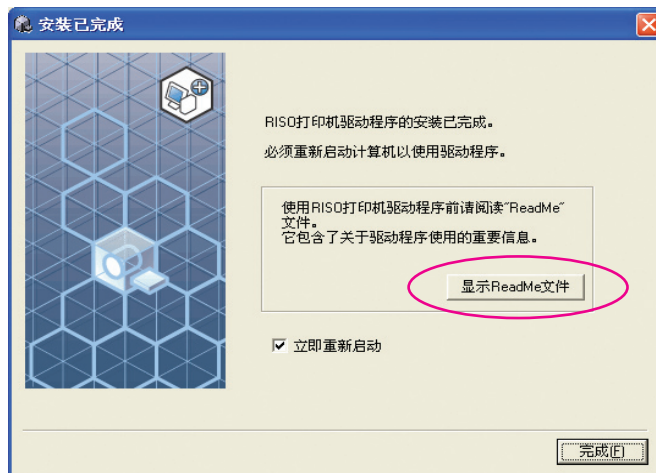 安装已完成
RISO打印机驱动程序的安装已完成。
必须重新启动计算机以使用驱动程序。
使用RISO打印机驱动程序前请阅读"ReadMe"
文件。
它包含了关于驱动程序使用的重要信息。
显示ReadMe文件
立即重新启动
完成(F)